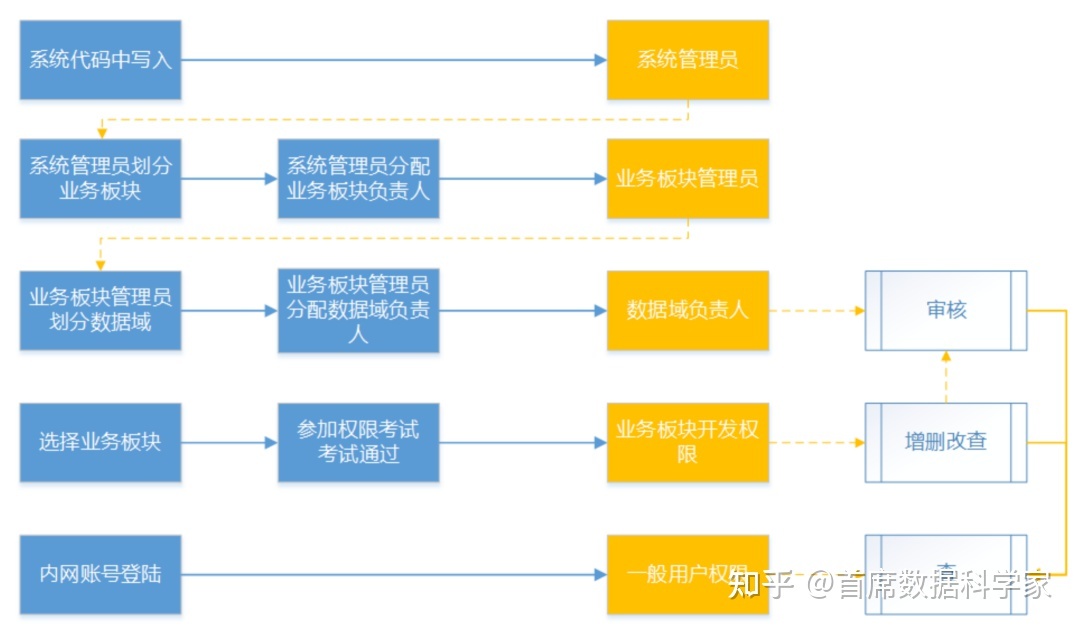 系统代码中写入
系统管理员
系统管理员划分
业务板块
系统管理员分配
业务板块负责人
业务板块管理员
业务板块管理员
划分数据域
业务板块管理员
分配数据域负责
人
数据域负责人
审核
选择业务板块
参加权限考试
考试通过
业务板块开发权
限
增删改查
内网账号登陆
一般用户权限
查
知乎 @首席数据科学家